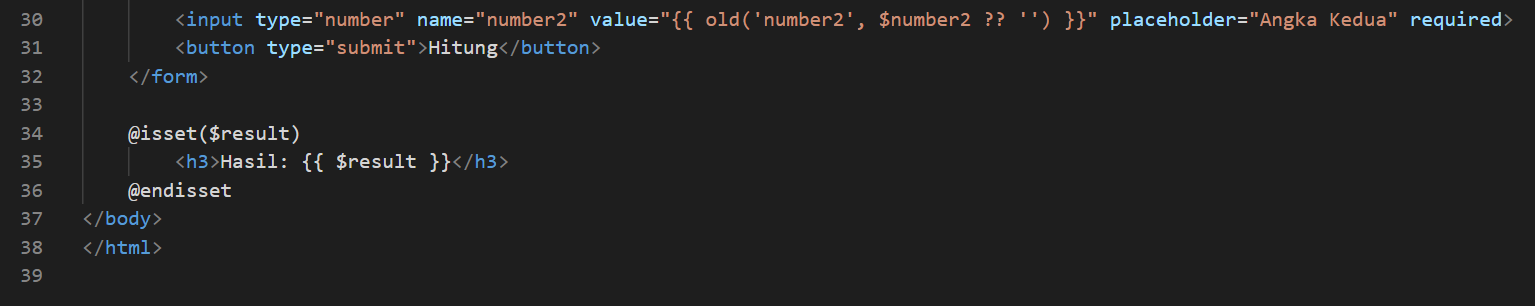 30 <input type="number" name="number2" value="{{ old('number2', $number2 ?? '') }}" placeholder="Angka Kedua" required>
31 <button type="submit">Hitung</button>
32 </form>
33
34 @isset($result)
35 <h3>Hasil: {{ $result }}</h3>
36 @endisset
37 </body>
38 </html>
39